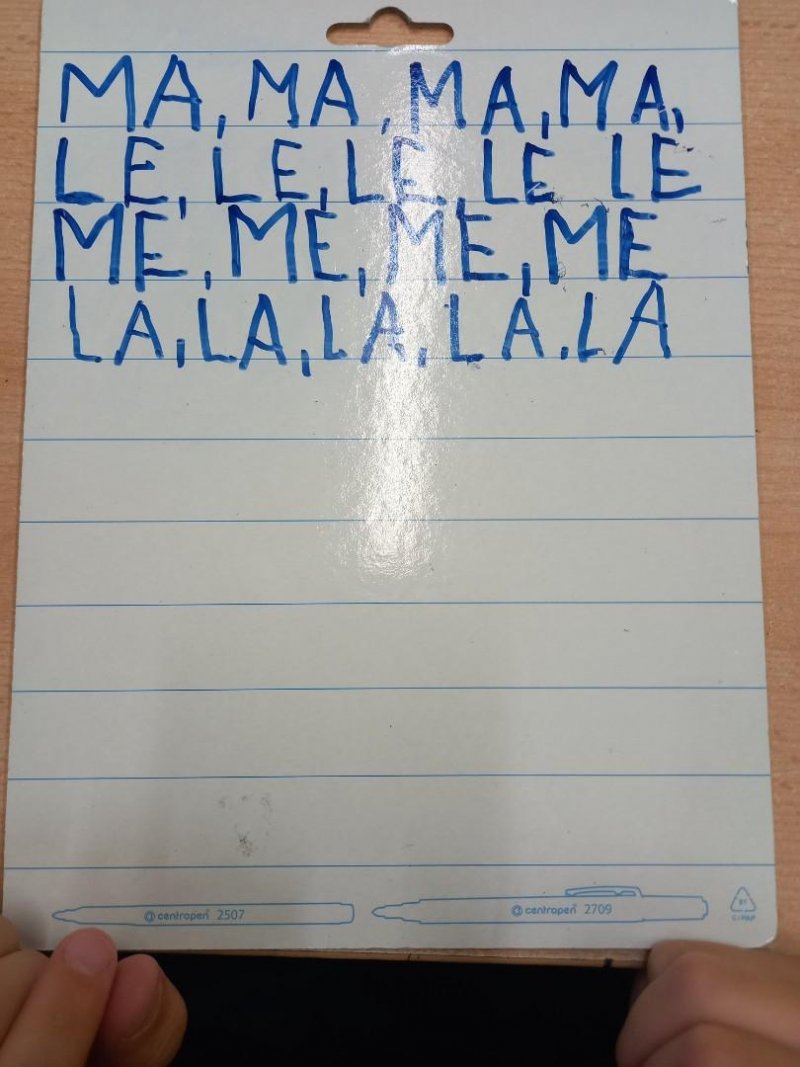 MA, MA, MA, MA,
LE, LE, LE, LE LE
ME, ME, ME, ME
LA, LA, LA, LA, LA
@ centropen 2507
@ centropen 2709